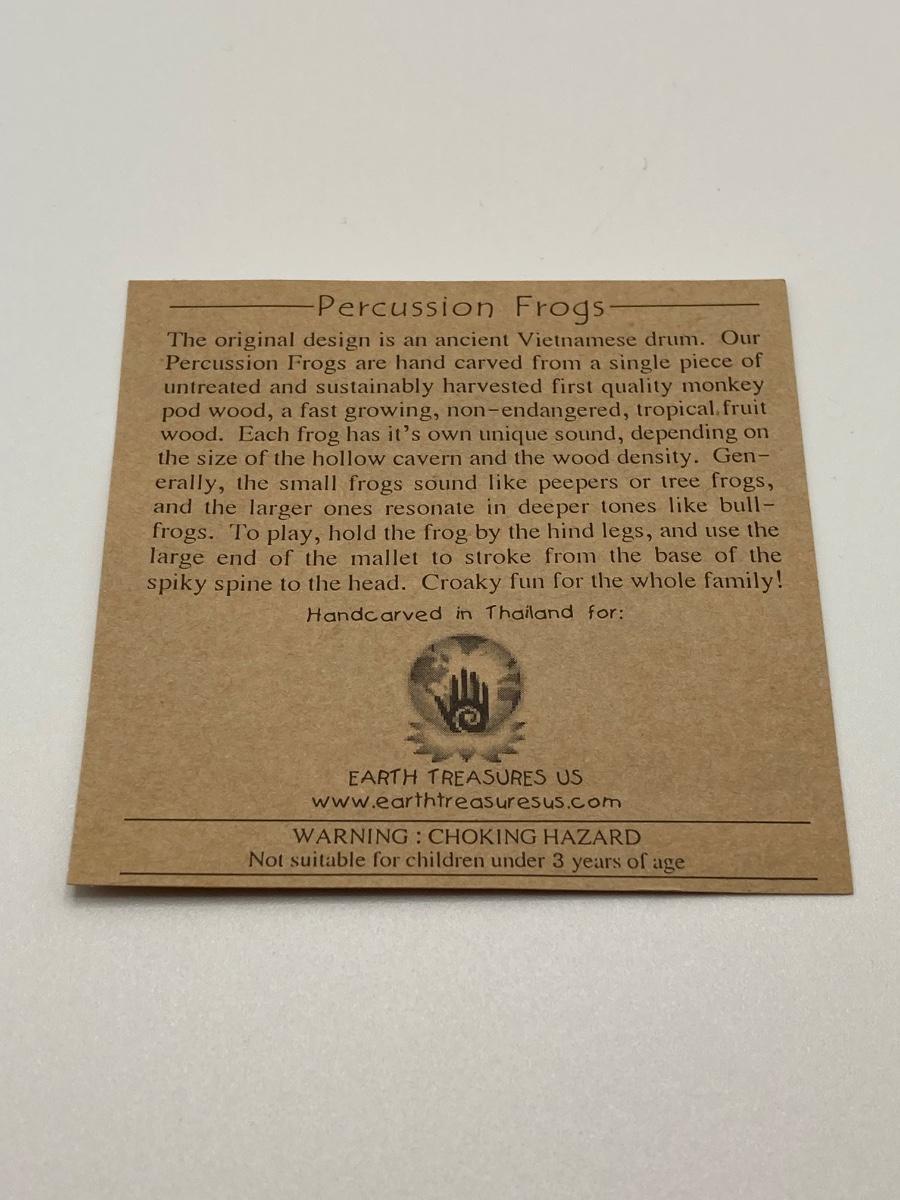 Percussion Frogs
The original design is an ancient Vietnamese drum. Our
Percussion Frogs are hand carved from a single piece of
untreated and sustainably harvested first quality monkey
pod wood, a fast growing, non-endangered, tropical fruit
wood. Each frog has it's own unique sound, depending on
the size of the hollow cavern and the wood density. Gen-
erally, the small frogs sound like peepers or tree frogs,
and the larger ones resonate in deeper tones like bull-
frogs. To play, hold the frog by the hind legs, and use the
large end of the mallet to stroke from the base of the
spiky spine to the head. Croaky fun for the whole family!
Handcarved in Thailand for:
EARTH TREASURES US
www.earthtreasuresus.com
WARNING : CHOKING HAZARD
Not suitable for children under 3 years of age